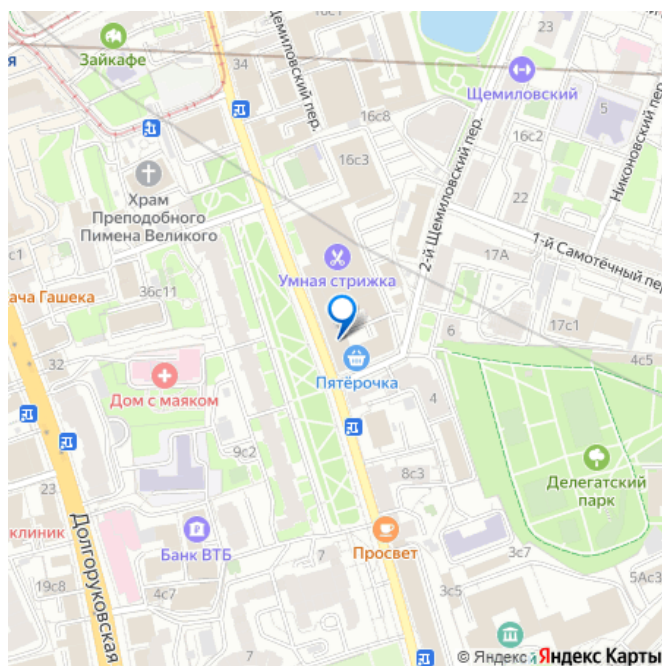 Зайкафе
34
Щемиловский пер.
23
23
Щемиловский
5
16с8
16с2
Никоновский пер.
16с3
Храм
Преподобного
Пимена Великого
22
2-й Щемиловский пер.
17А
1-й Самотёчный пер.
с1
Умная стрижка
ача Гашека
36с11
6
17с1
32
Пятёрочка
4с5
Дом с маяком
4
9с2
23
8с3
Делегатский
парк
клиник
Долгоруковская
Банк ВТБ
7
Просвет
3с7
19с8
4с7
3с5
5Ас3
7
7
© Яндекс
Яндекс Карты